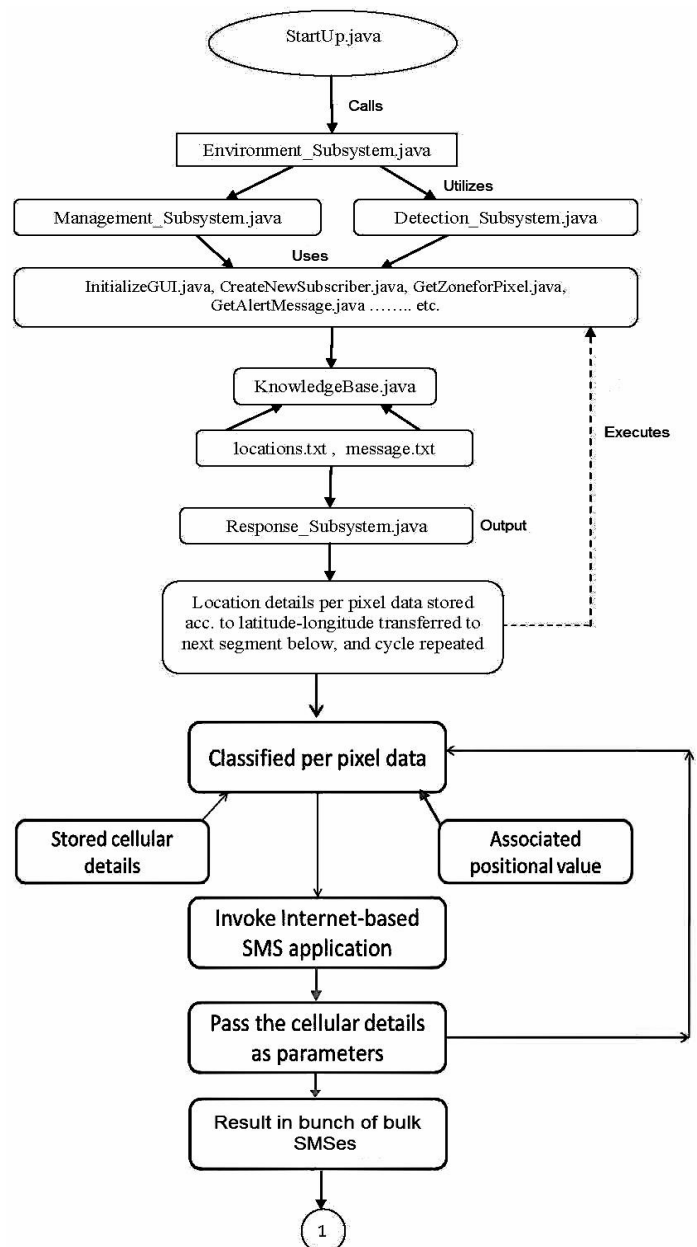 StartUp.java
Calls
Environment_Subsystem.java
Utilizes
Management_Subsystem.java
Detection_Subsystem.java
Uses
InitializeGUI.java, CreateNewSubscriber.java, GetZoneforPixel.java,
GetAlertMessage.java …….. etc.
KnowledgeBase.java
Executes
locations.txt , message.txt
Response_Subsystem.java
Output
Location details per pixel data stored
acc. to latitude-longitude transferred to
next segment below, and cycle repeated
Classified per pixel data
Stored cellular
details
Associated
positional value
Invoke Internet-based
SMS application
Pass the cellular details
as parameters
Result in bunch of bulk
SMSes
1